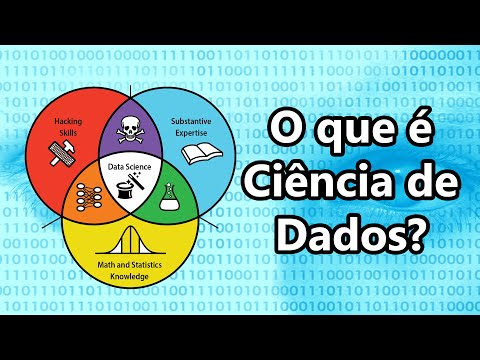 Hacking
Skills
Substantive
Expertise
Data Science
Math and Statistics
Knowledge
O que é
Ciência de
Dados?